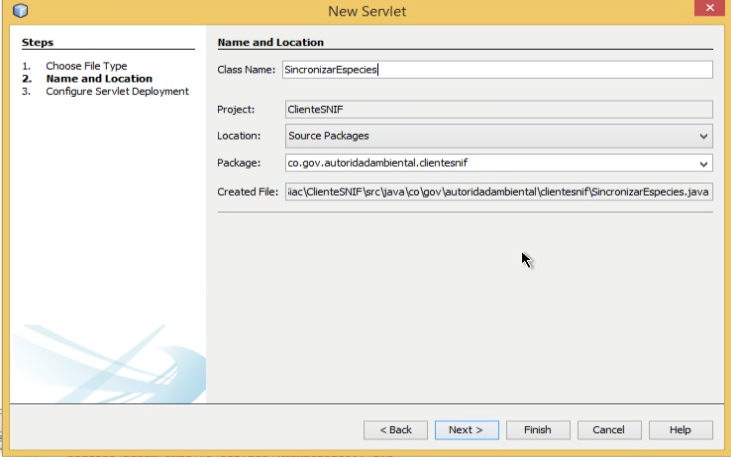 New Servlet
Steps
1. Choose File Type
2. Name and Location
3. Configure Servlet Deployment
Name and Location
Class Name: SincronizarEspecies
Project: ClienteSNIF
Location: Source Packages
Package: co.gov.autoridadambiental.clientesnif
Created File: iac\ClienteSNIF\src\java\co\gov\autoridadambiental\clientesnif\SincronizarEspecies.java
< Back Next > Finish Cancel Help